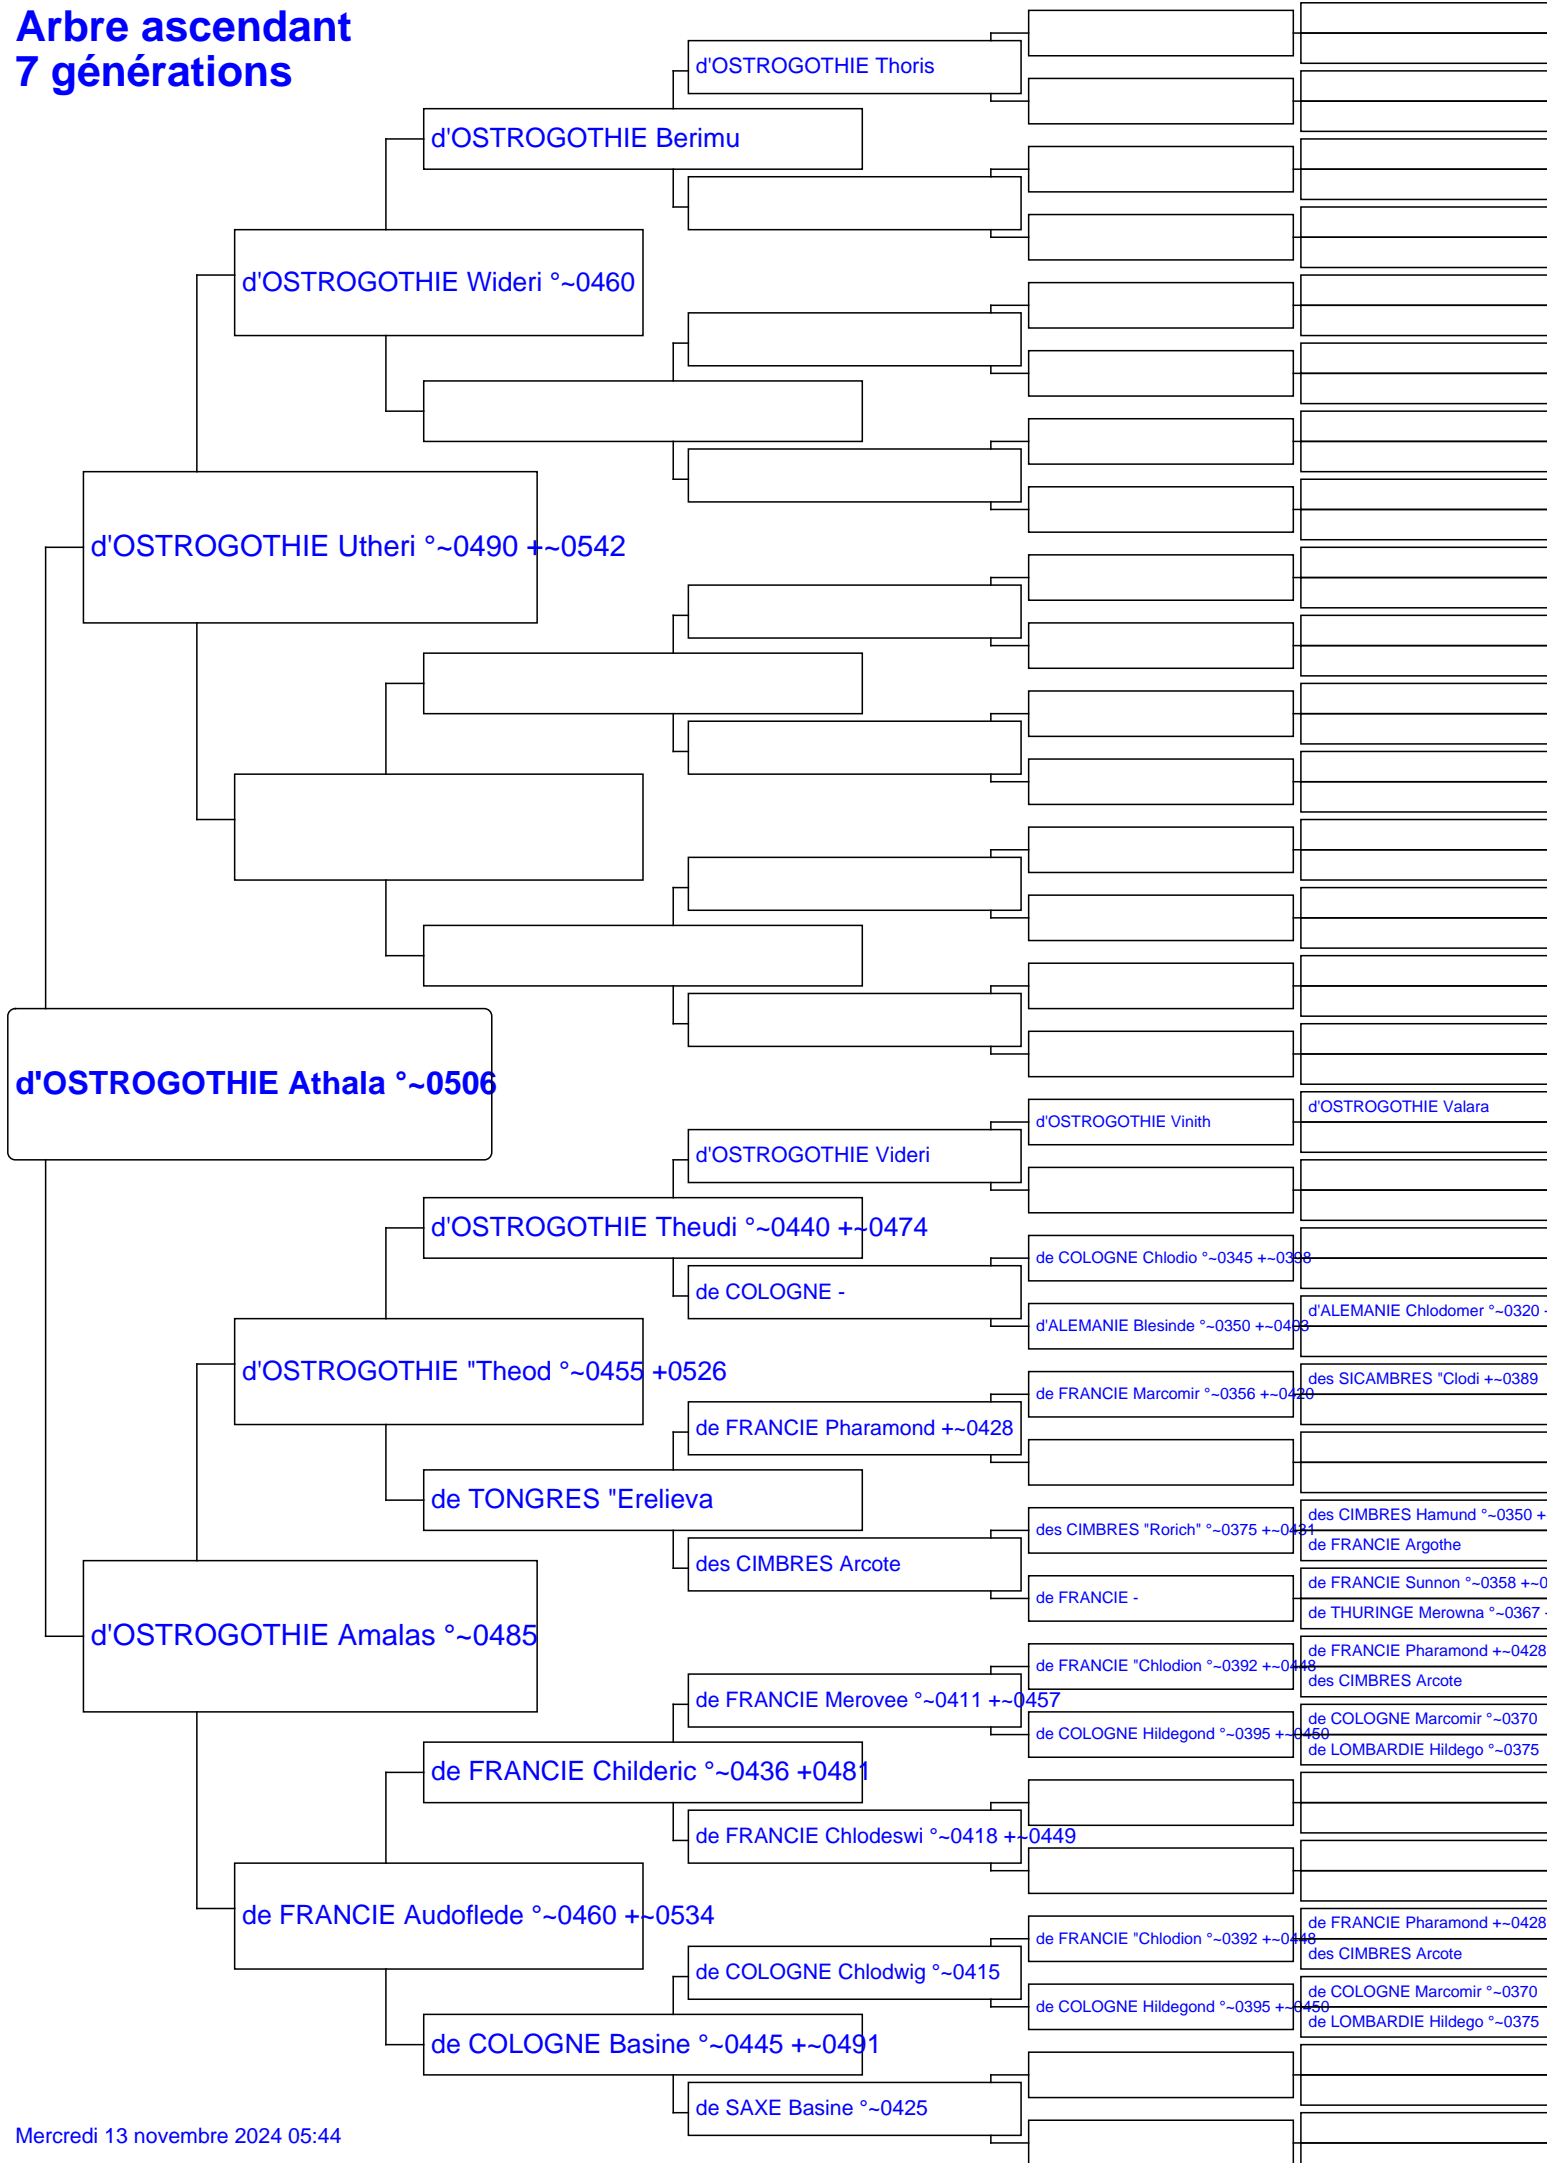 Arbre ascendant
7 générations
d'OSTROGOTHIE Thoris
d'OSTROGOTHIE Berimu
d'OSTROGOTHIE Wideri °~0460
d'OSTROGOTHIE Utheri °~0490 +~0542
d'OSTROGOTHIE Athala °~0506
d'OSTROGOTHIE Valara
d'OSTROGOTHIE Vinith
d'OSTROGOTHIE Videri
d'OSTROGOTHIE Theudi °~0440 +~0474
de COLOGNE Chlodio °~0345 +~0398
de COLOGNE -
d'ALEMANIE Chlodomer °~0320 -
d'ALEMANIE Blesinde °~0350 +~0403
d'OSTROGOTHIE "Theod °~0455 +0526
des SICAMBRES "Clodi +~0389
de FRANCIE Marcomir °~0356 +~0420
de FRANCIE Pharamond +~0428
de TONGRES "Erelieva
des CIMBRES Hamund °~0350 +
des CIMBRES "Rorich" °~0375 +~0431
de FRANCIE Argothe
des CIMBRES Arcote
de FRANCIE Sunnon °~0358 +~0
de FRANCIE -
de THURINGE Merowna °~0367 -
d'OSTROGOTHIE Amalas °~0485
de FRANCIE Pharamond +~0428
de FRANCIE "Chlodion °~0392 +~0448
des CIMBRES Arcote
de FRANCIE Merovee °~0411 +~0457
de COLOGNE Marcomir °~0370
de COLOGNE Hildegond °~0395 +~0450
de LOMBARDIE Hildego °~0375
de FRANCIE Childeric °~0436 +0481
de FRANCIE Chlodeswi °~0418 +~0449
de FRANCIE Audoflede °~0460 +~0534
de FRANCIE Pharamond +~0428
de FRANCIE "Chlodion °~0392 +~0448
des CIMBRES Arcote
de COLOGNE Chlodwig °~0415
de COLOGNE Marcomir °~0370
de COLOGNE Hildegond °~0395 +~0450
de LOMBARDIE Hildego °~0375
de COLOGNE Basine °~0445 +~0491
de SAXE Basine °~0425
Mercredi 13 novembre 2024 05:44